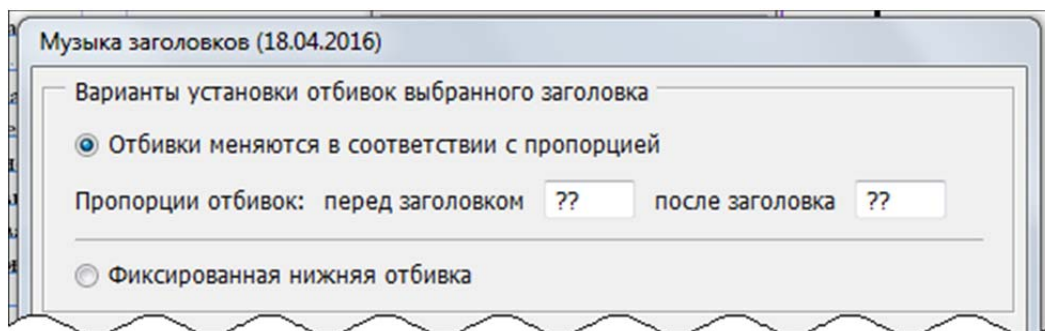 Музыка заголовков (18.04.2016)
Варианты установки отбивок выбранного заголовка
Отбивки меняются в соответствии с пропорцией
Пропорции отбивок: перед заголовком ?? после заголовка ??
Фиксированная нижняя отбивка